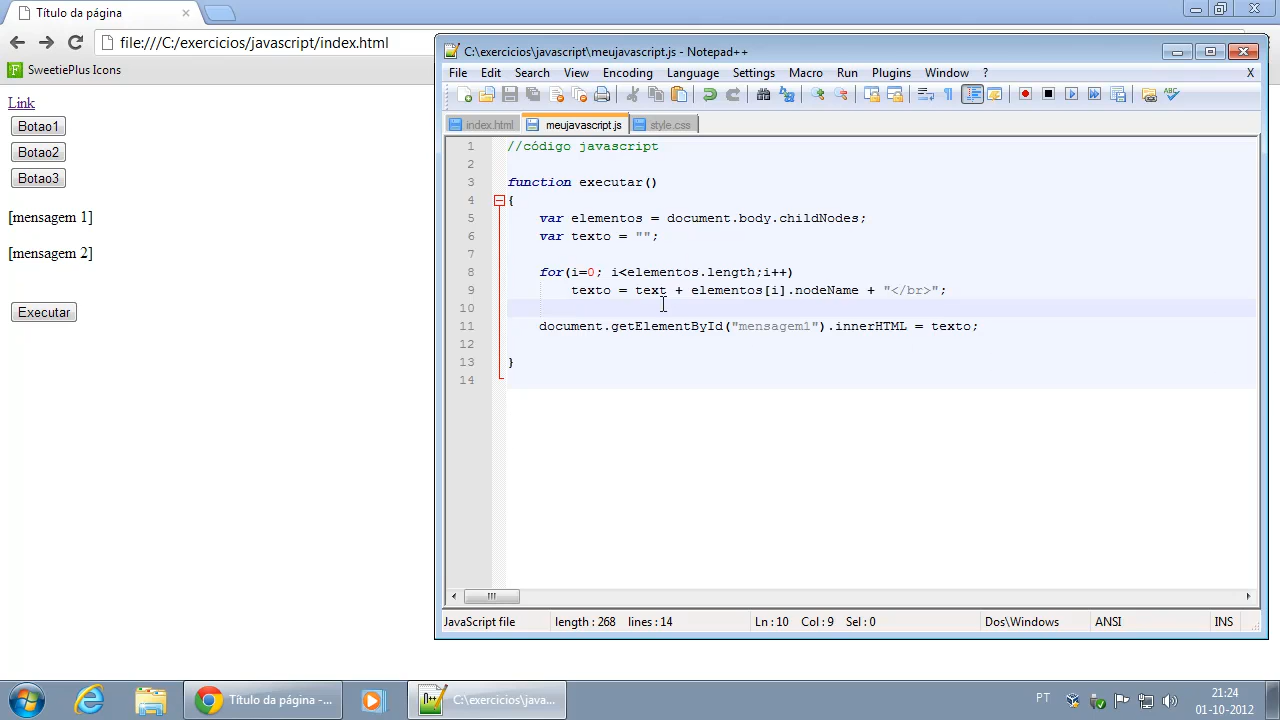 Título da página
file:///C:/exercicios/javascript/index.html
SweetiePlus Icons
Link
Botao1
Botao2
Botao3
[mensagem 1]
[mensagem 2]
Executar
C:\exercicios\javascript\meujavascript.js - Notepad++
File Edit Search View Encoding Language Settings Macro Run Plugins Window ? X
index.html meujavascript.js style.css
1 //código javascript
2
3 function executar()
4 {
5 var elementos = document.body.childNodes;
6 var texto = "";
7
8 for(i=0; i<elementos.length;i++)
9 texto = text + elementos[i].nodeName + "</br>";
10
11 document.getElementById("mensagem1").innerHTML = texto;
12
13 }
14
JavaScript file length : 268 lines : 14 Ln : 10 Col : 9 Sel : 0 Dos\Windows ANSI INS
Título da página -... C:\exercicios\java... PT 21:24
01-10-2012